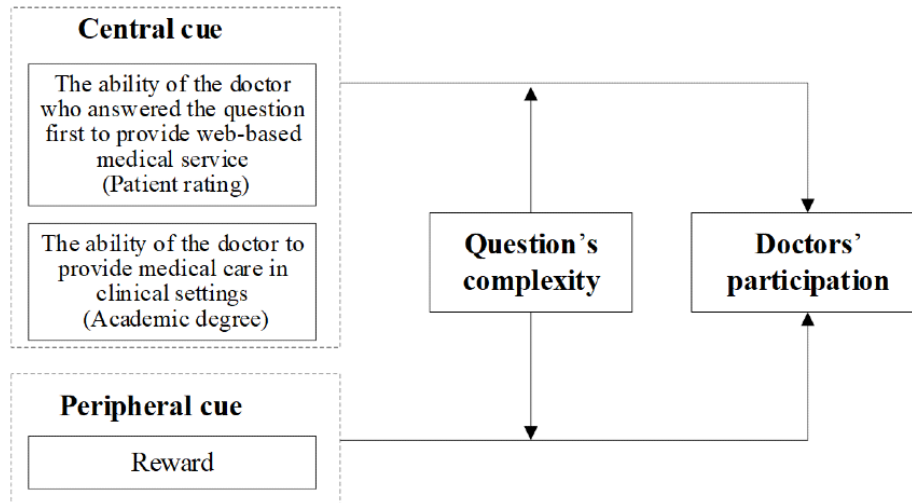 Central cue
The ability of the doctor
who answered the question
first to provide web-based
medical service
(Patient rating)
The ability of the doctor to
provide medical care in
clinical settings
(Academic degree)
Question’s
complexity
Doctors’
participation
Peripheral cue
Reward